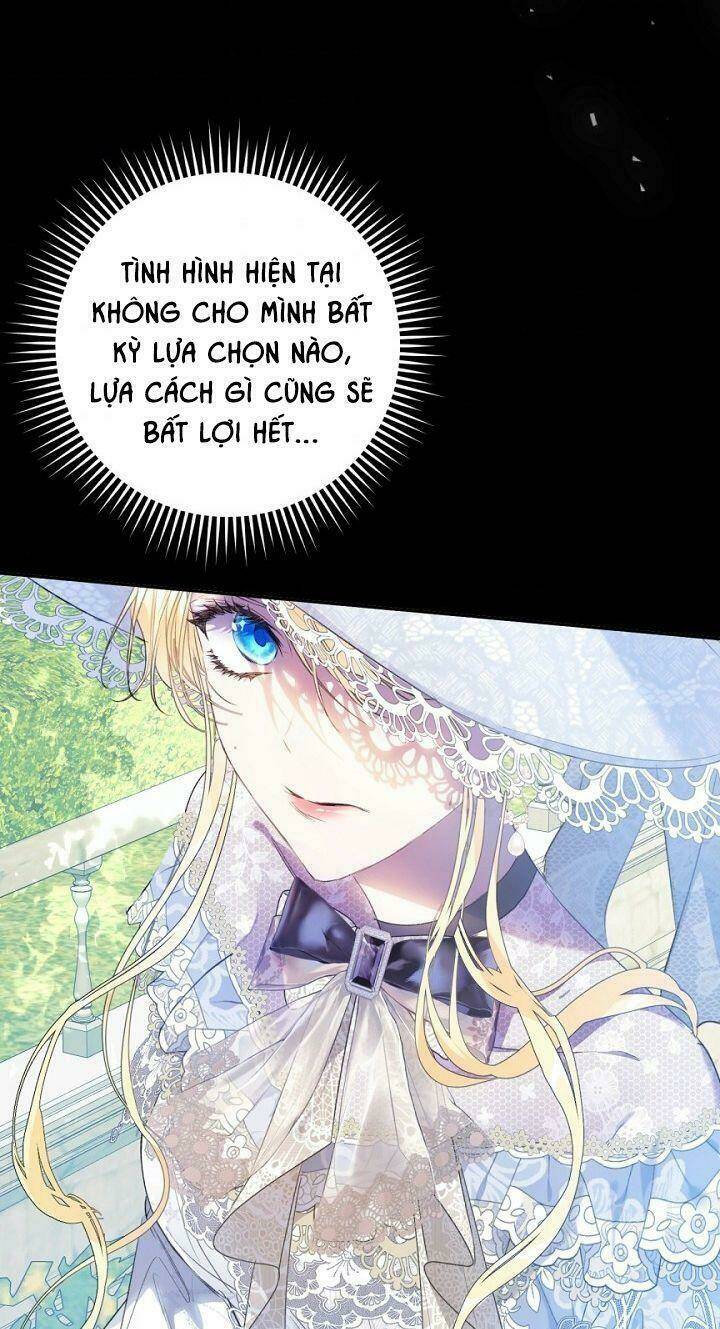 TÌNH HÌNH HIỆN TẠI
KHÔNG CHO MÌNH BẤT
KỲ LỰA CHỌN NÀO,
LỰA CÁCH GÌ CŨNG SẼ
BẤT LỢI HẾT...